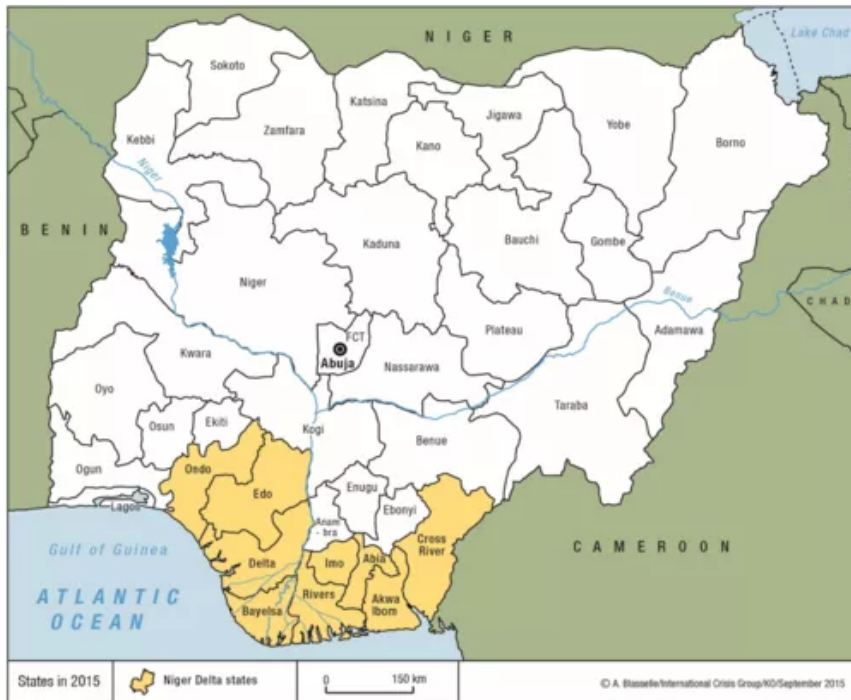 NIGER
Lake Chad
Sokoto
Katsina
Jigawa
Yobe
Borno
Kebbi
Zamfara
Kano
Niger
BENIN
Kaduna
Bauchi
Gombe
Niger
Benue
CHAD
FCT
Abuja
Plateau
Adamawa
Kwara
Nassarawa
Oyo
Taraba
Osun
Ekiti
Kogi
Benue
Ogun
Ondo
Edo
Enugu
Lagos
Anam
- bra
Ebonyi
Cross
River
Gulf of Guinea
CAMEROON
Delta
Imo
Abia
ATLANTIC
OCEAN
Bayelsa
Rivers
Akwa
Ibom
States in 2015
Niger Delta states
0 150 km
© A. Blasselle/International Crisis Group/KO/September 2015